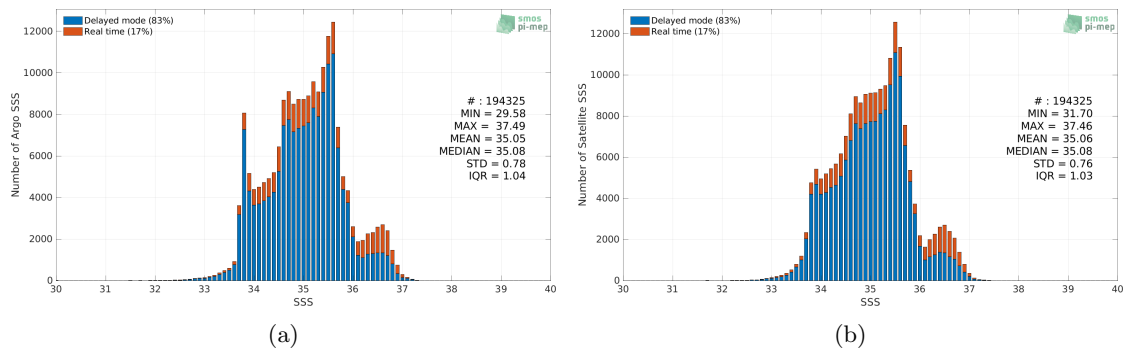 Delayed mode (83%)
Real time (17%)
smos
pi-mep
12000
10000
8000
6000
4000
2000
0
Number of Argo SSS
# : 194325
MIN = 29.58
MAX = 37.49
MEAN = 35.05
MEDIAN = 35.08
STD = 0.78
IQR = 1.04
30 31 32 33 34 35 36 37 38 39 40
SSS
(a)
Delayed mode (83%)
Real time (17%)
smos
pi-mep
12000
10000
8000
6000
4000
2000
0
Number of Satellite SSS
# : 194325
MIN = 31.70
MAX = 37.46
MEAN = 35.06
MEDIAN = 35.08
STD = 0.76
IQR = 1.03
30 31 32 33 34 35 36 37 38 39 40
SSS
(b)